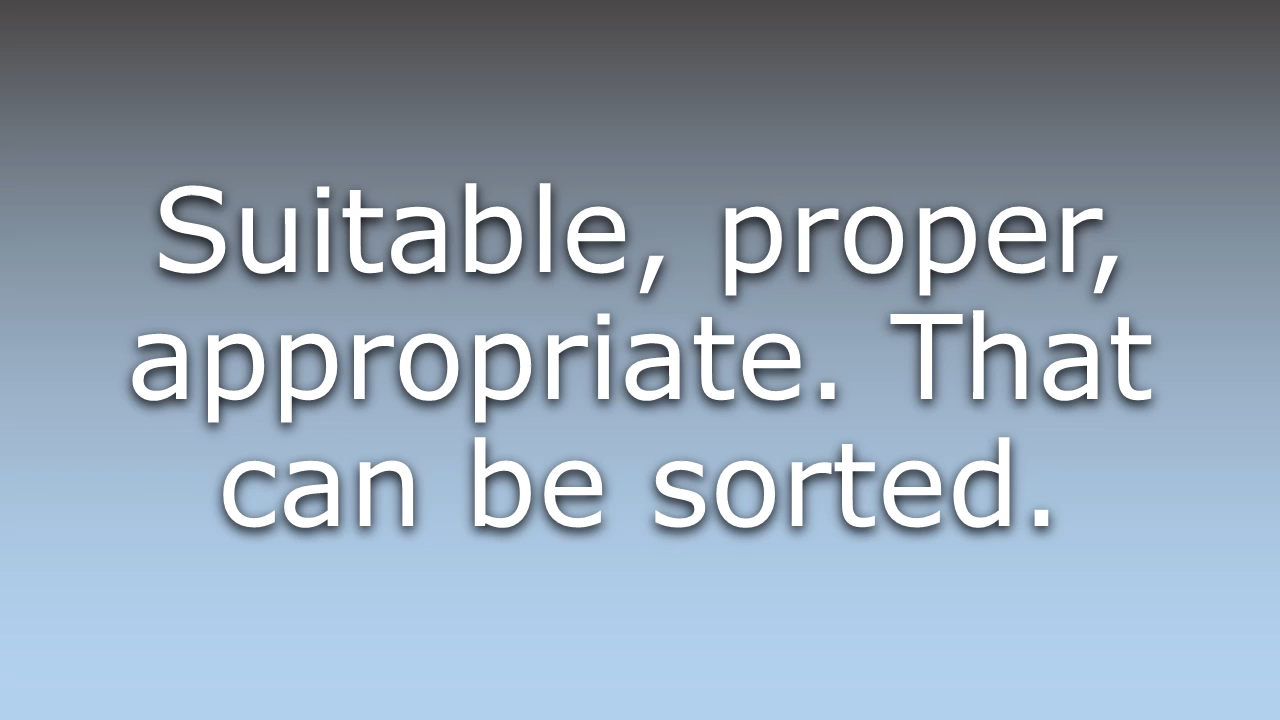 Suitable, proper,
appropriate. That
can be sorted.